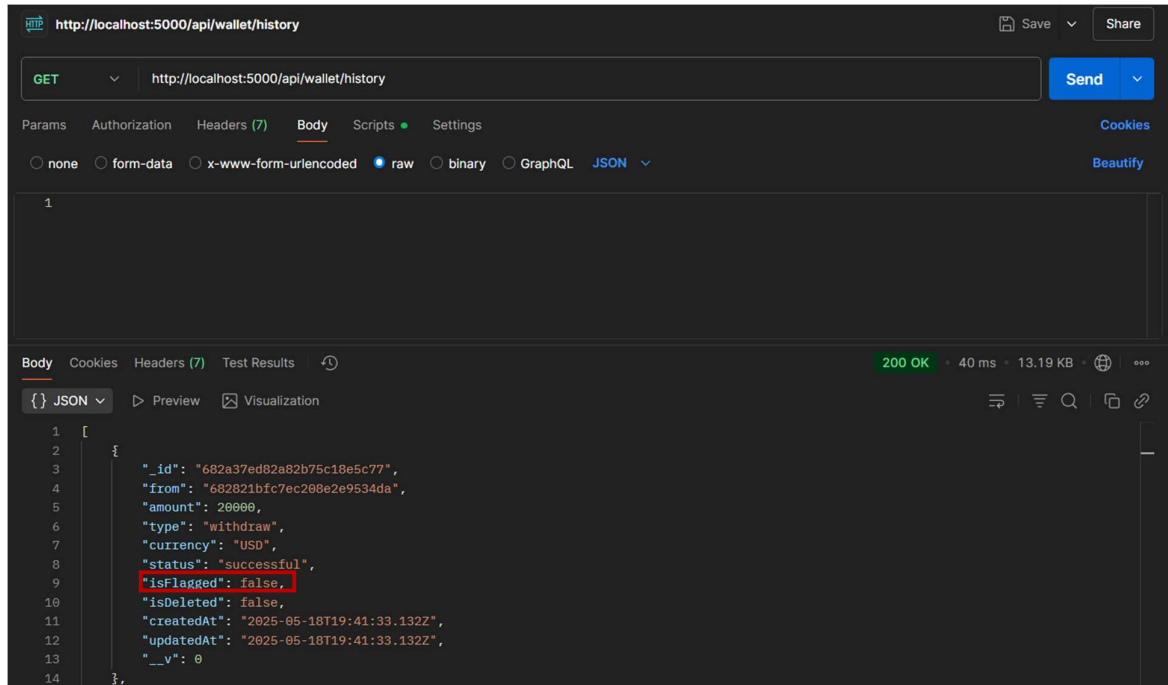 HTTP http://localhost:5000/api/wallet/history Save Share
GET http://localhost:5000/api/wallet/history Send
Params Authorization Headers (7) Body Scripts Settings Cookies
none form-data x-www-form-urlencoded raw binary GraphQL JSON Beautify
1
Body Cookies Headers (7) Test Results 200 OK 40 ms 13.19 KB
{} JSON Preview Visualization
1 [
2 {
3 "_id": "682a37ed82a82b75c18e5c77",
4 "from": "682821bfc7ec208e2e9534da",
5 "amount": 20000,
6 "type": "withdraw",
7 "currency": "USD",
8 "status": "successful",
9 "isFlagged": false,
10 "isDeleted": false,
11 "createdAt": "2025-05-18T19:41:33.132Z",
12 "updatedAt": "2025-05-18T19:41:33.132Z",
13 "__v": 0
14 },